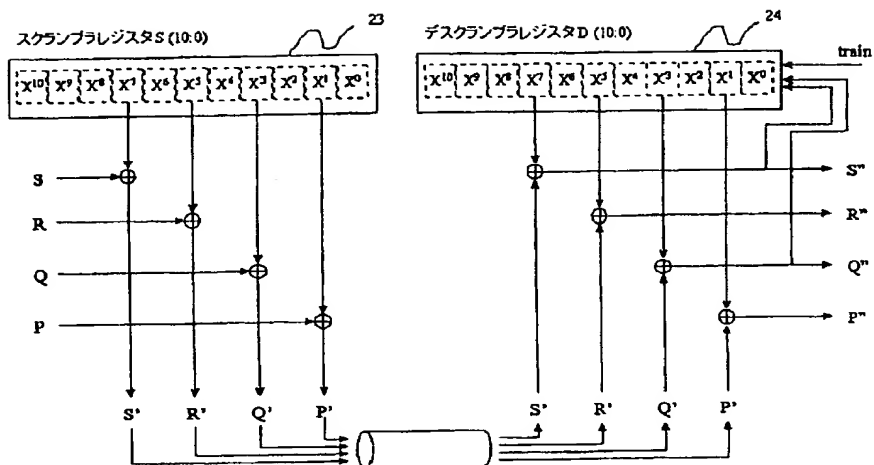 スクランブラレジスタS (10:0)
23
X¹⁰ X⁹ X⁸ X⁷ X⁶ X⁵ X⁴ X³ X² X¹ X⁰
S
R
Q
P
S' R' Q' P'
デスクランブラレジスタD (10:0)
24
train
X¹⁰ X⁹ X⁸ X⁷ X⁶ X⁵ X⁴ X³ X² X¹ X⁰
S"
R"
Q"
P"
S' R' Q' P'